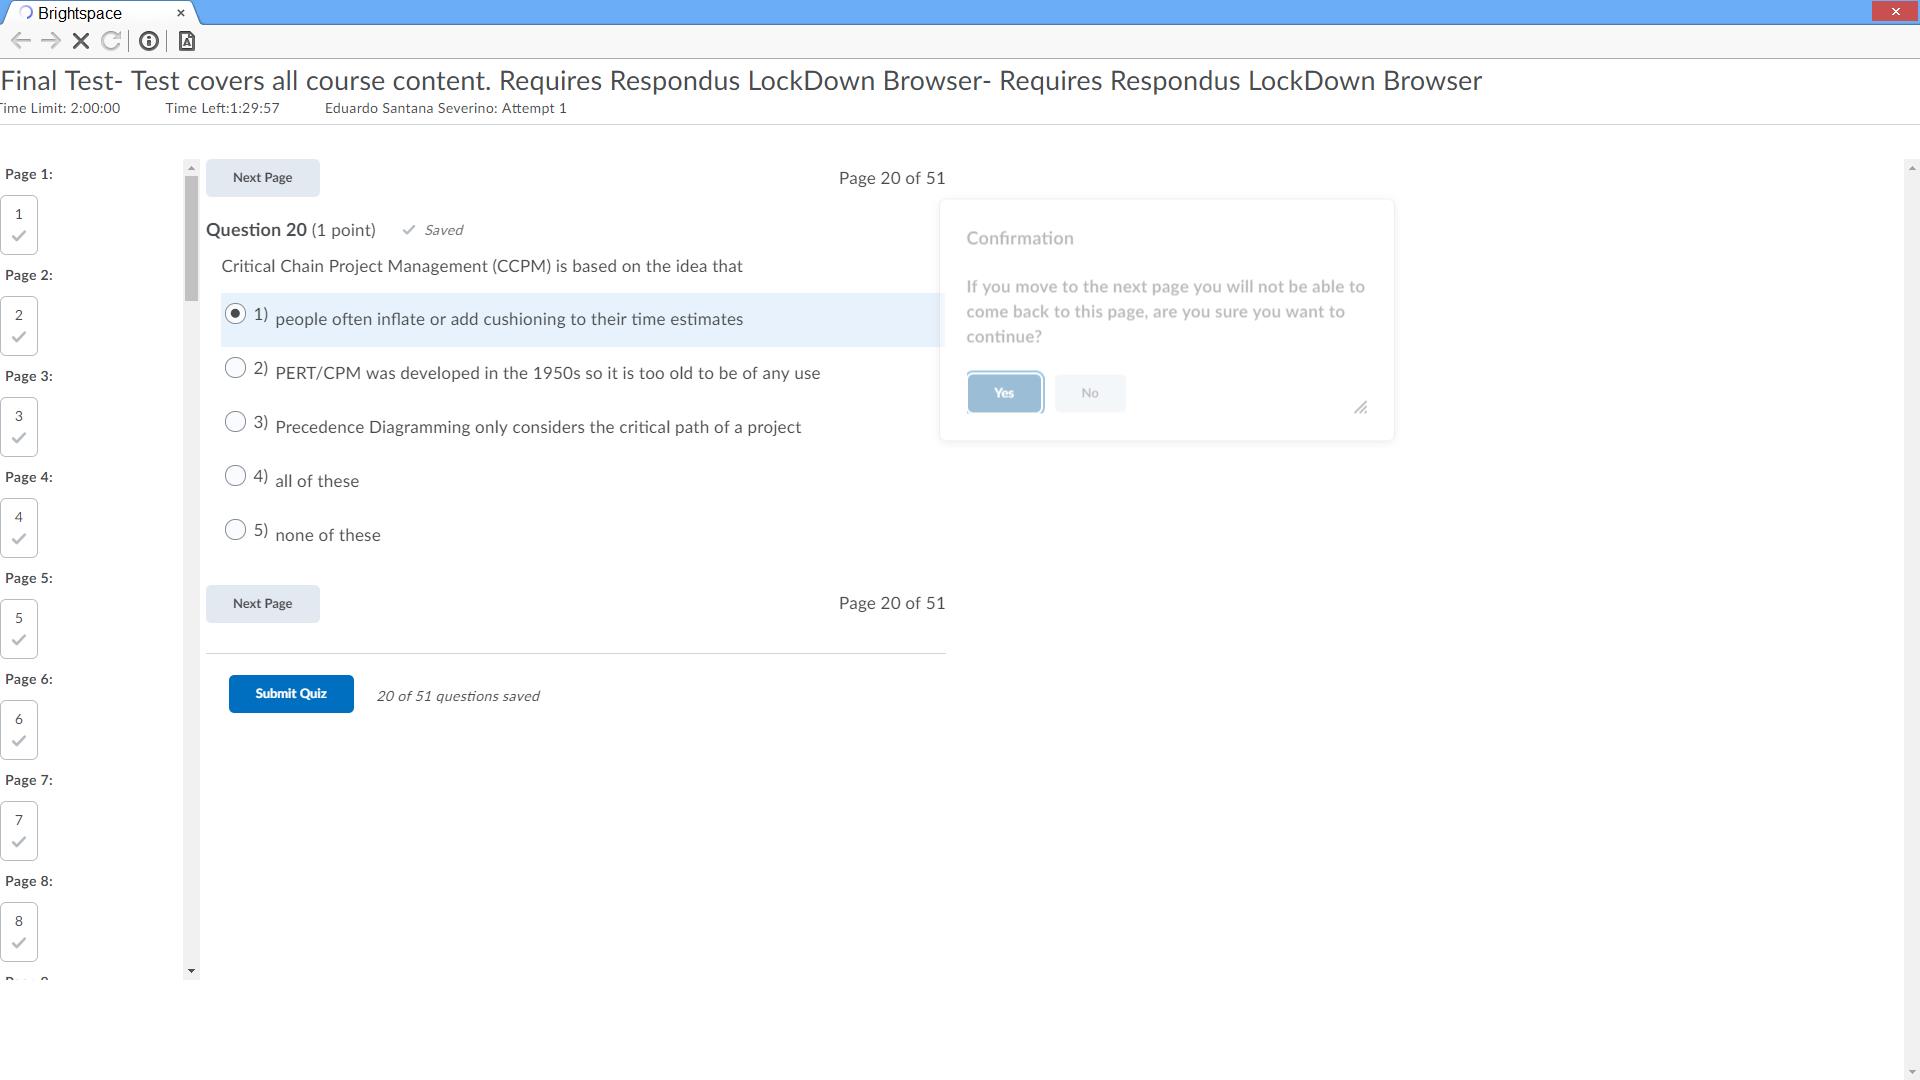 Brightspace
Final Test- Test covers all course content. Requires Respondus LockDown Browser- Requires Respondus LockDown Browser
Time Limit: 2:00:00 Time Left:1:29:57 Eduardo Santana Severino: Attempt 1
Page 1:
1
Page 2:
2
Page 3:
3
Page 4:
4
Page 5:
5
Page 6:
6
Page 7:
7
Page 8:
8
Next Page Page 20 of 51
Question 20 (1 point) Saved
Critical Chain Project Management (CCPM) is based on the idea that
1) people often inflate or add cushioning to their time estimates
2) PERT/CPM was developed in the 1950s so it is too old to be of any use
3) Precedence Diagramming only considers the critical path of a project
4) all of these
5) none of these
Next Page Page 20 of 51
Submit Quiz 20 of 51 questions saved
Confirmation
If you move to the next page you will not be able to
come back to this page, are you sure you want to
continue?
Yes No